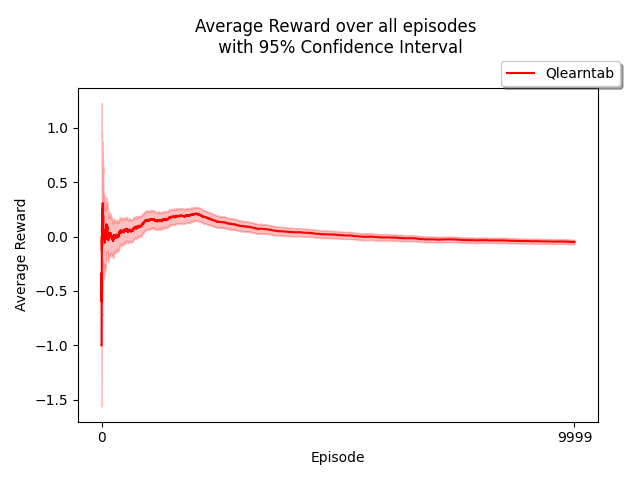 Average Reward over all episodes
with 95% Confidence Interval
Qlearntab
1.0
0.5
0.0
−0.5
−1.0
−1.5
Average Reward
0
9999
Episode